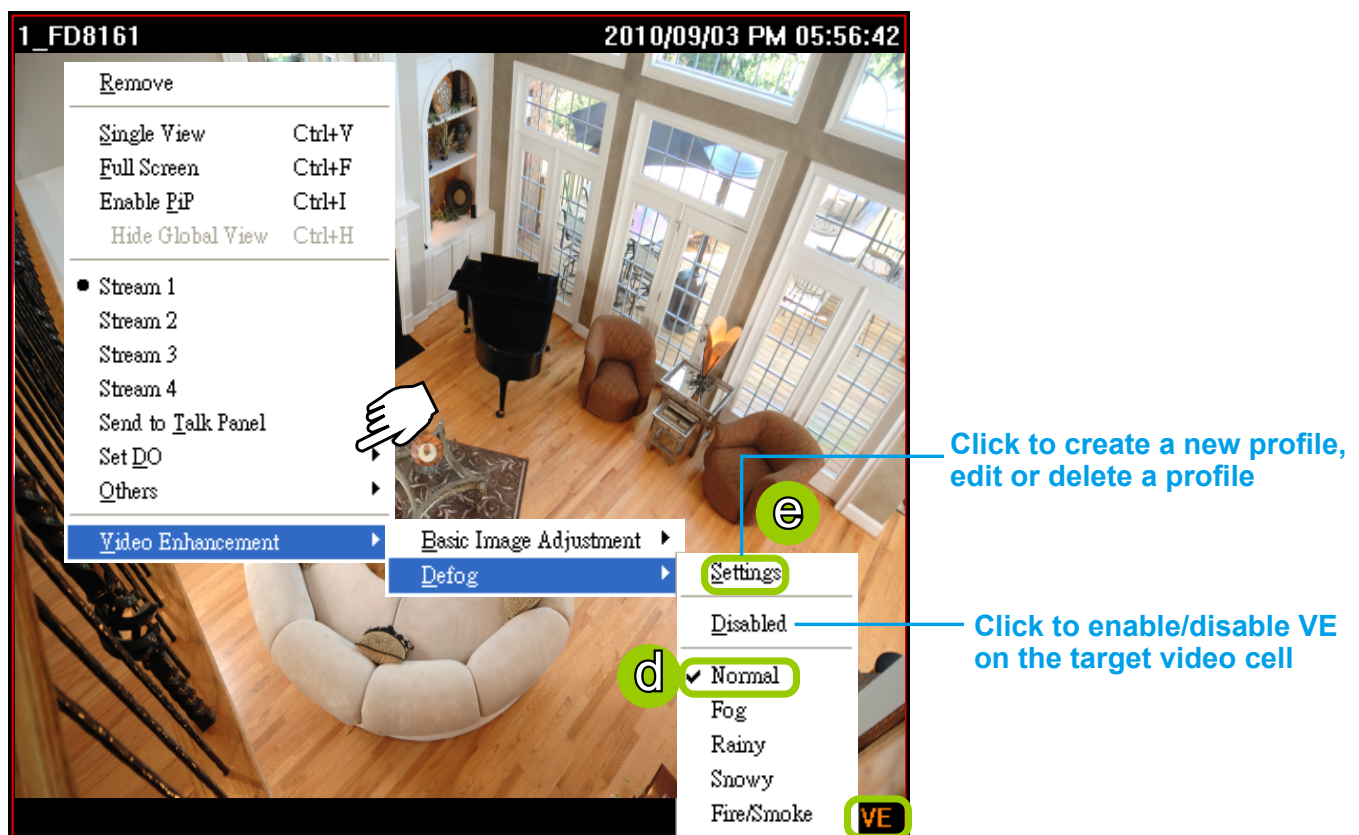 1_FD8161 2010/09/03 PM 05:56:42
Remove
Single View Ctrl+V
Full Screen Ctrl+F
Enable PiP Ctrl+I
Hide Global View Ctrl+H
Stream 1
Stream 2
Stream 3
Stream 4
Send to Talk Panel
Set DO
Others
Video Enhancement
Basic Image Adjustment
Defog
e
Settings
Disabled
d
Normal
Fog
Rainy
Snowy
Fire/Smoke
VE
Click to create a new profile,
edit or delete a profile
Click to enable/disable VE
on the target video cell